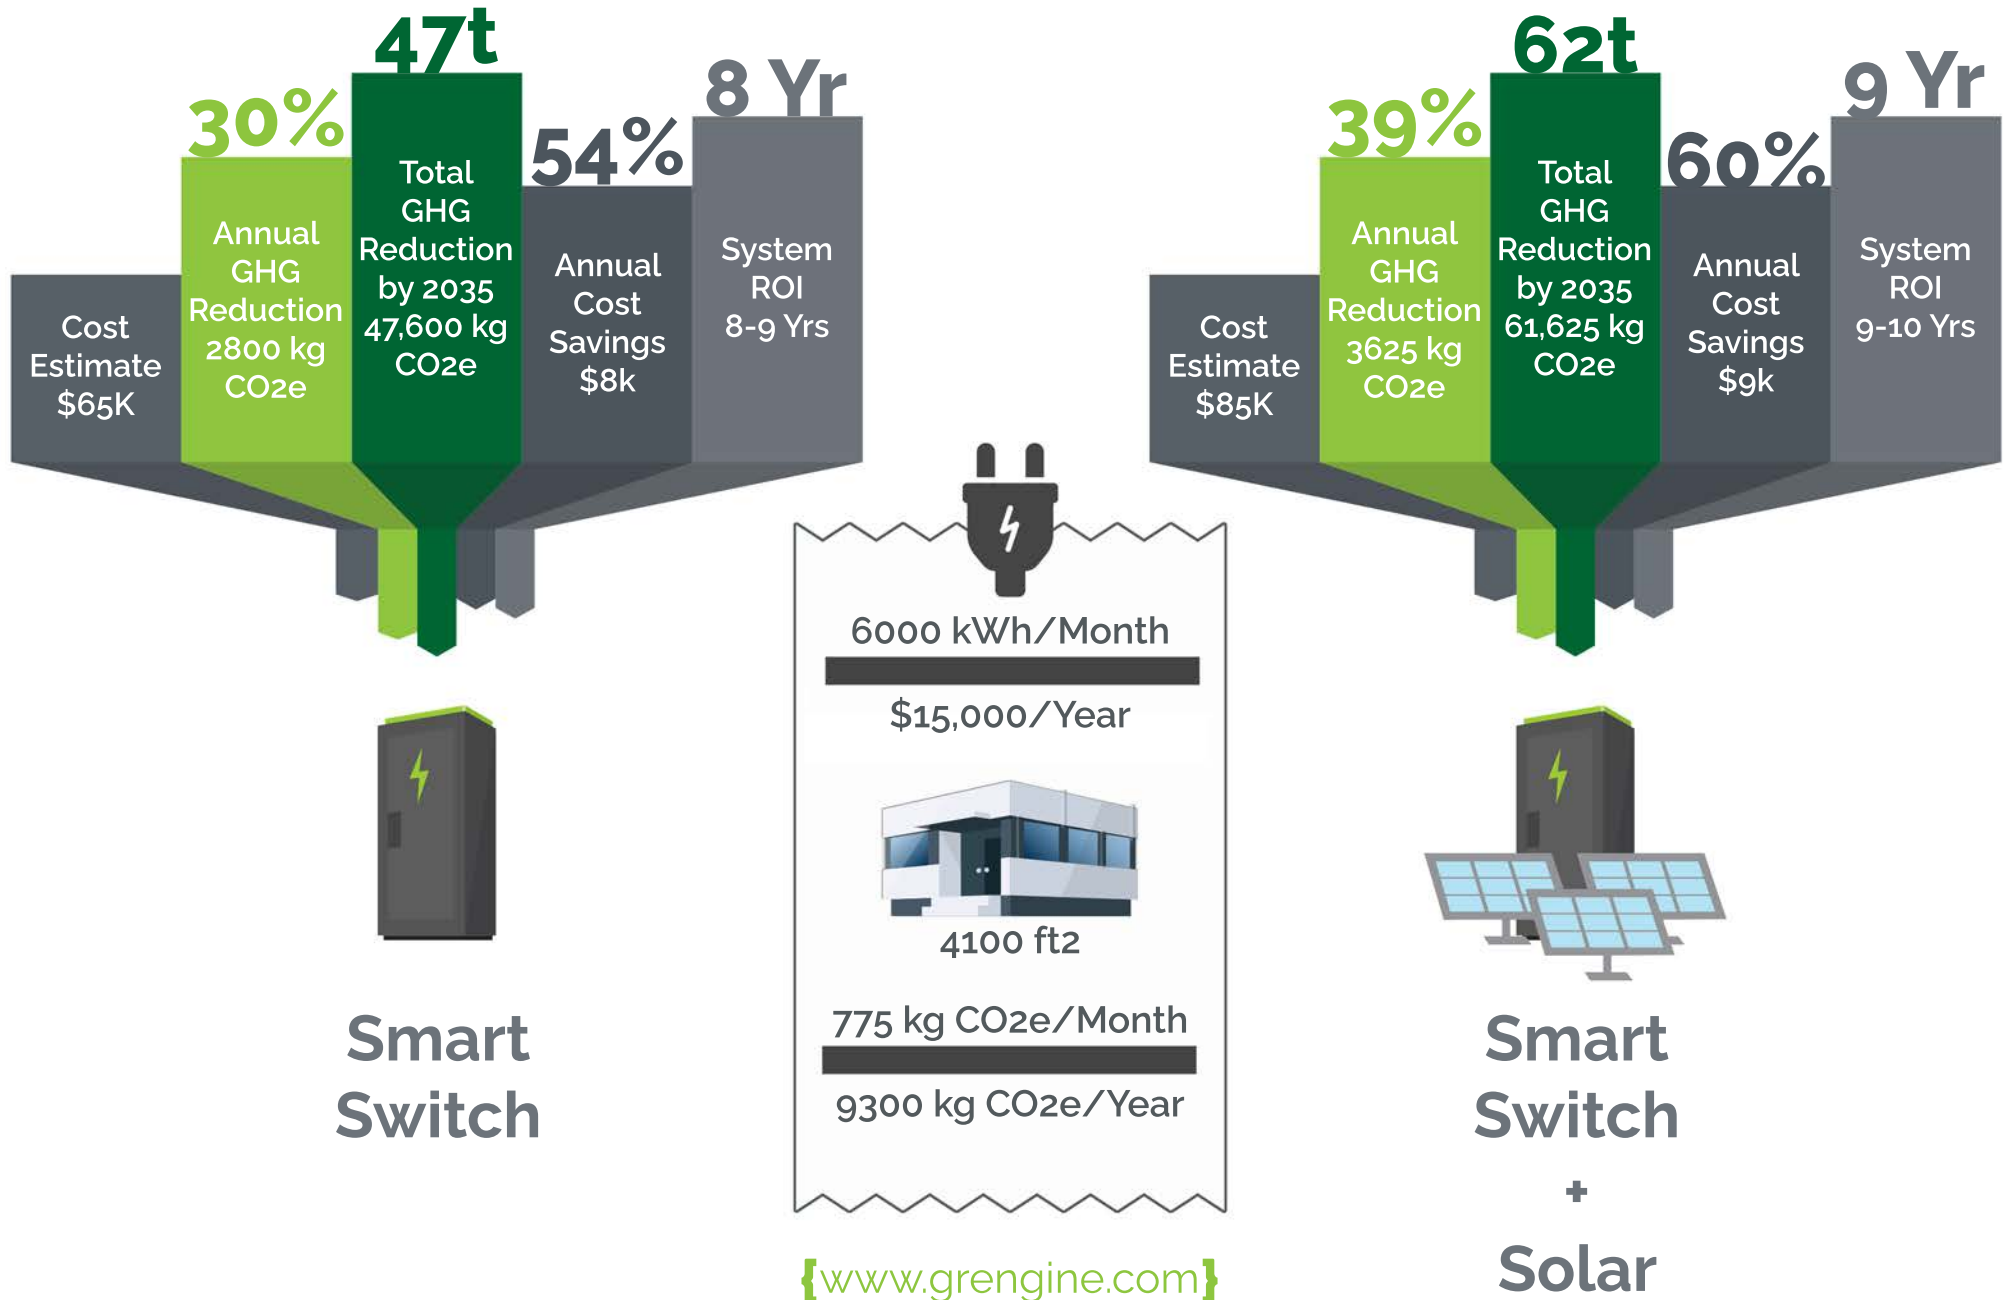 47t
30%
54%
8 Yr
Cost
Estimate
$65K
Annual
GHG
Reduction
2800 kg
CO2e
Total
GHG
Reduction
by 2035
47,600 kg
CO2e
Annual
Cost
Savings
$8k
System
ROI
8-9 Yrs
Smart
Switch
6000 kWh/Month
$15,000/Year
4100 ft2
775 kg CO2e/Month
9300 kg CO2e/Year
{www.grengine.com}
62t
39%
60%
9 Yr
Cost
Estimate
$85K
Annual
GHG
Reduction
3625 kg
CO2e
Total
GHG
Reduction
by 2035
61,625 kg
CO2e
Annual
Cost
Savings
$9k
System
ROI
9-10 Yrs
Smart
Switch
+
Solar